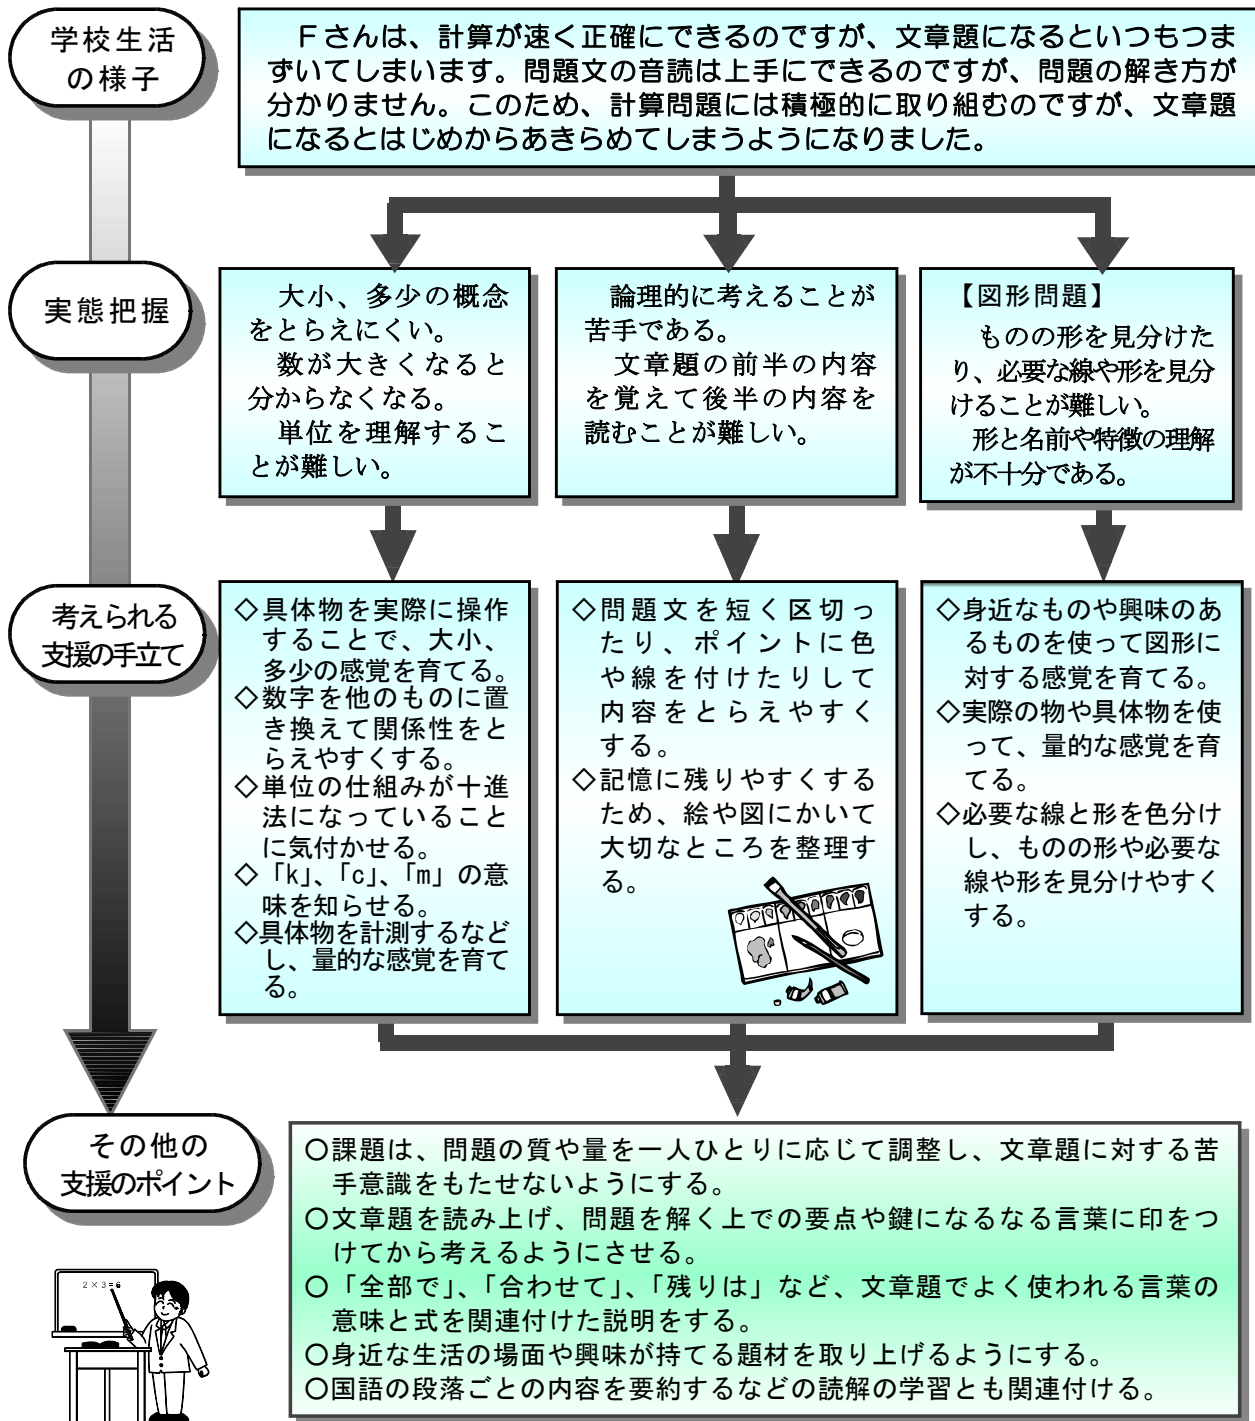 学校生活
の様子
Fさんは、計算が速く正確にできるのですが、文章題になるといつもつま
ずいてしまいます。問題文の音読は上手にできるのですが、問題の解き方が
分かりません。このため、計算問題には積極的に取り組むのですが、文章題
になるとはじめからあきらめてしまうようになりました。
実態把握
大小、多少の概念
をとらえにくい。
数が大きくなると
分からなくなる。
単位を理解するこ
とが難しい。
論理的に考えることが
苦手である。
文章題の前半の内容
を覚えて後半の内容を
読むことが難しい。
【図形問題】
ものの形を見分けた
り、必要な線や形を見分
けることが難しい。
形と名前や特徴の理解
が不十分である。
考えられる
支援の手立て
◇具体物を実際に操作
することで、大小、
多少の感覚を育てる。
◇数字を他のものに置
き換えて関係性をと
らえやすくする。
◇単位の仕組みが十進
法になっていること
に気付かせる。
◇「k」、「c」、「m」の意
味を知らせる。
◇具体物を計測するなど
し、量的な感覚を育て
る。
◇問題文を短く区切っ
たり、ポイントに色
や線を付けたりして
内容をとらえやすく
する。
◇記憶に残りやすくする
ため、絵や図にかいて
大切なところを整理す
る。
◇身近なものや興味のあ
るものを使って図形に
対する感覚を育てる。
◇実際の物や具体物を使
って、量的な感覚を育
てる。
◇必要な線と形を色分け
し、ものの形や必要な
線や形を見分けやすく
する。
その他の
支援のポイント
○課題は、問題の質や量を一人ひとりに応じて調整し、文章題に対する苦
手意識をもたせないようにする。
○文章題を読み上げ、問題を解く上での要点や鍵になるなる言葉に印をつ
けてから考えるようにさせる。
○「全部で」、「合わせて」、「残りは」など、文章題でよく使われる言葉の
意味と式を関連付けた説明をする。
○身近な生活の場面や興味が持てる題材を取り上げるようにする。
○国語の段落ごとの内容を要約するなどの読解の学習とも関連付ける。
2×3=6